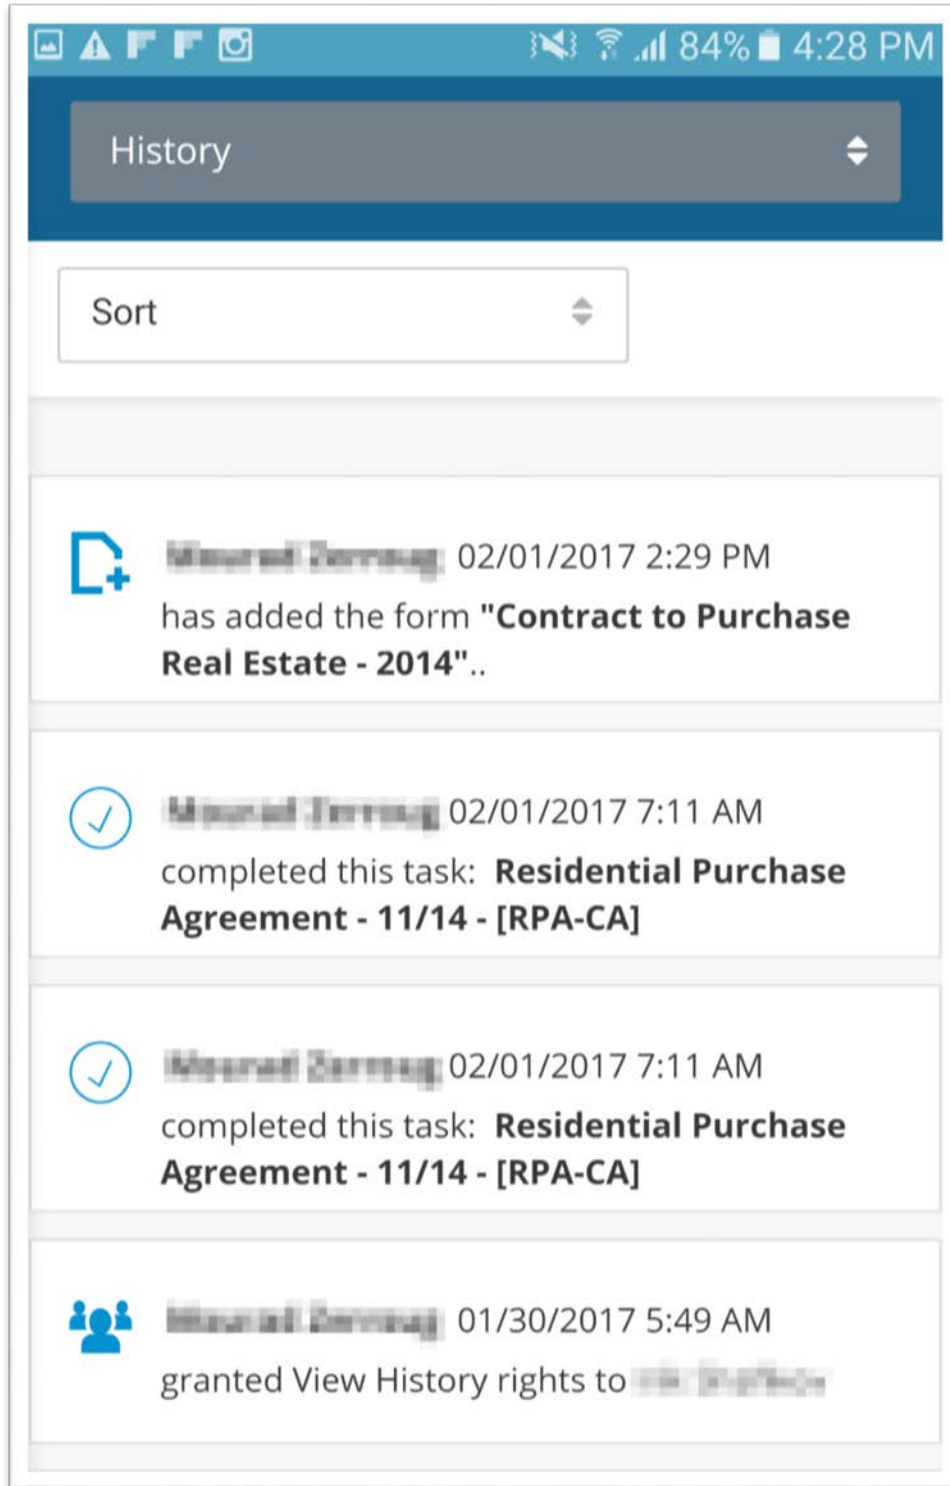 84% 4:28 PM
History
Sort
02/01/2017 2:29 PM
has added the form "Contract to Purchase
Real Estate - 2014"..
02/01/2017 7:11 AM
completed this task: Residential Purchase
Agreement - 11/14 - [RPA-CA]
02/01/2017 7:11 AM
completed this task: Residential Purchase
Agreement - 11/14 - [RPA-CA]
01/30/2017 5:49 AM
granted View History rights to